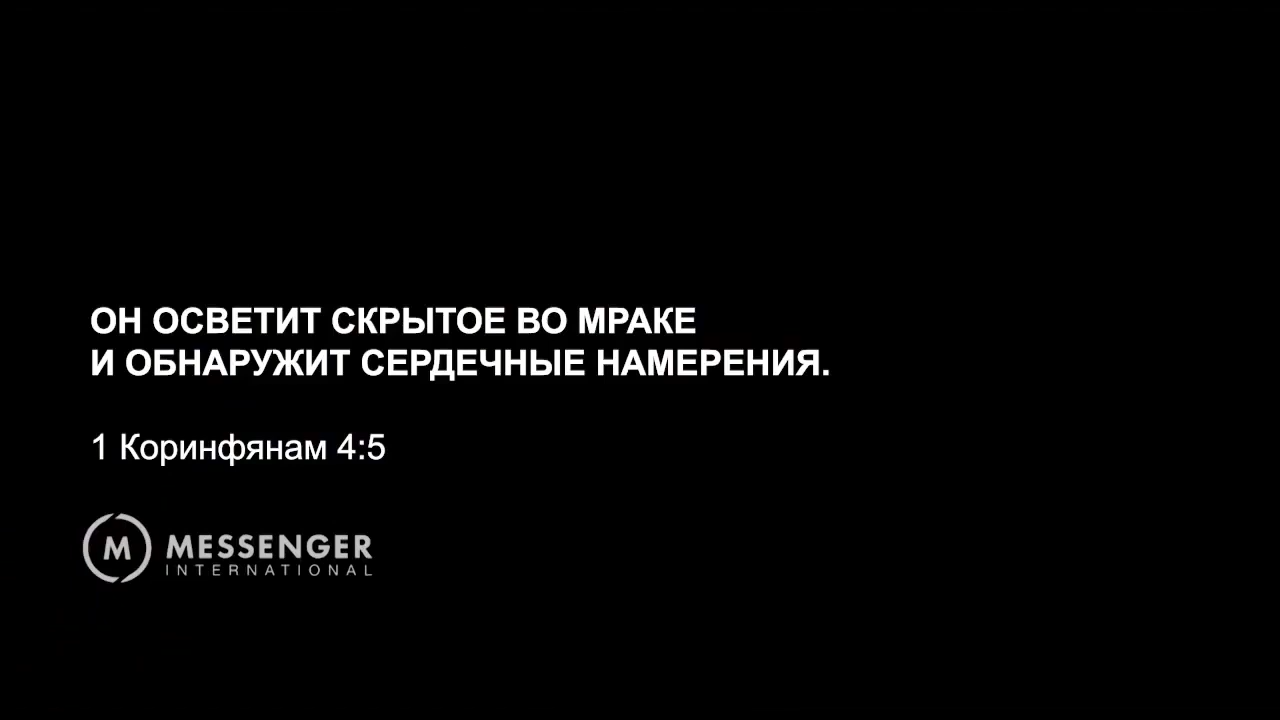 ОН ОСВЕТИТ СКРЫТОЕ ВО МРАКЕ
И ОБНАРУЖИТ СЕРДЕЧНЫЕ НАМЕРЕНИЯ.
1 Коринфянам 4:5
M MESSENGER
INTERNATIONAL